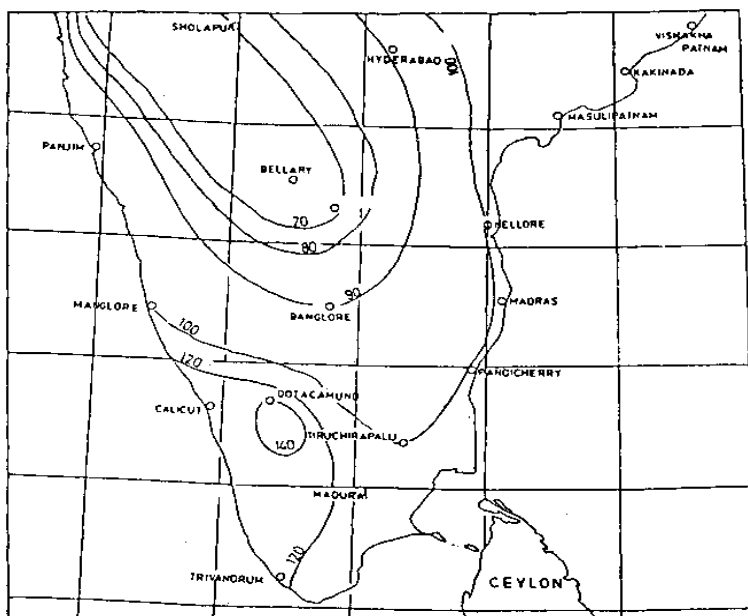 SHOLAPUR
VISHAKHA
PATNAM
HYDERABAD
100
KAKINADA
MASULIPATNAM
PANJIM
BELLARY
70
80
NELLORE
90
MANGLORE
BANGLORE
MADRAS
100
120
PANDICHERRY
OOTACAMUND
CALICUT
140
TIRUCHIRAPALLI
MADURAI
120
TRIVANDRUM
CEYLON